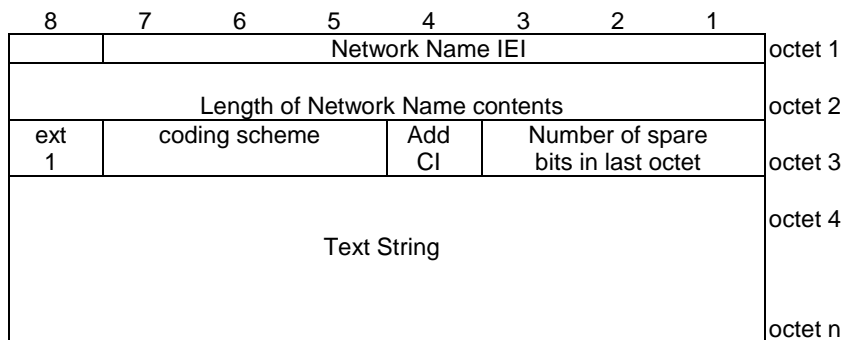 8 7 6 5 4 3 2 1
Network Name IEI octet 1
Length of Network Name contents octet 2
ext coding scheme Add Number of spare
1 CI bits in last octet octet 3
octet 4
Text String
octet n